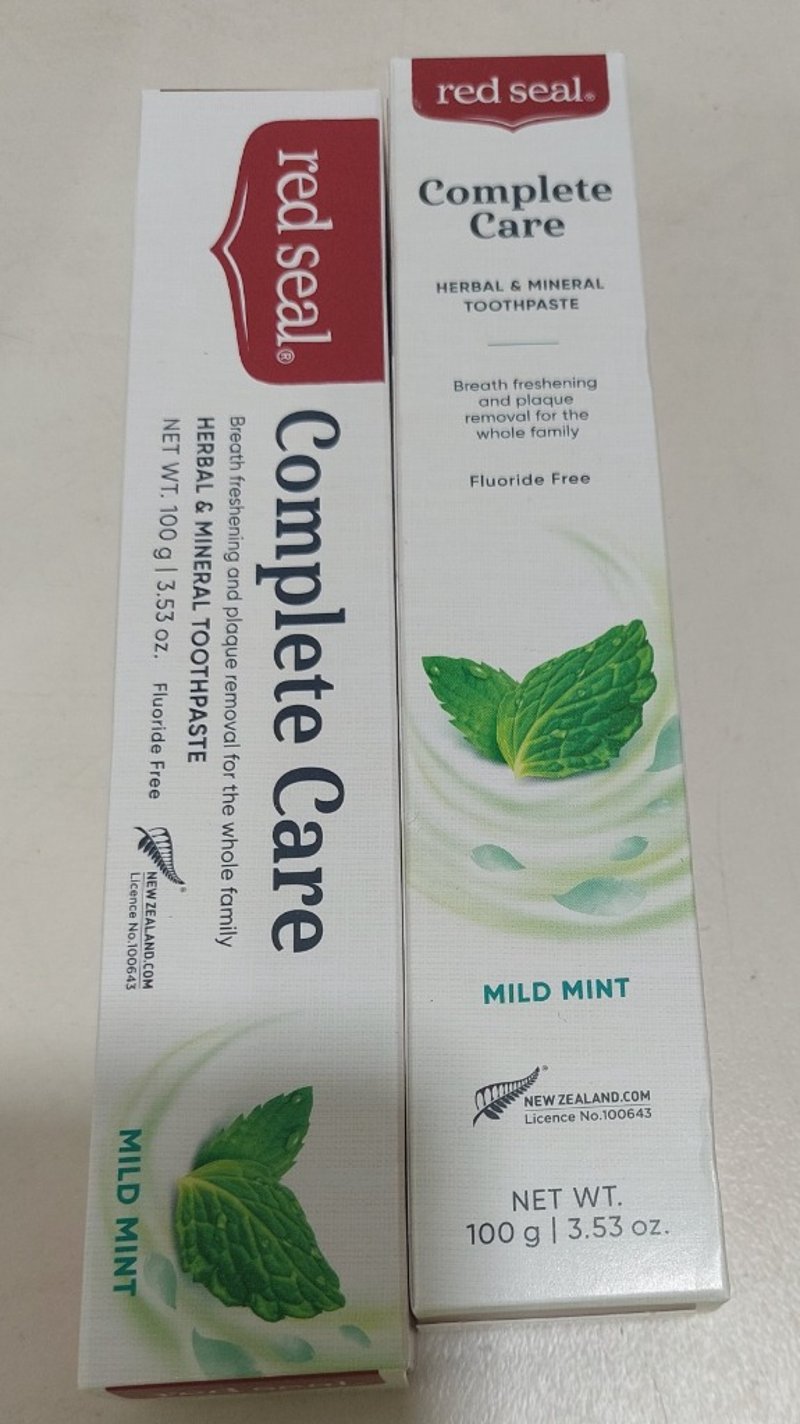 red seal®
Complete Care
Breath freshening and plaque removal for the whole family
HERBAL & MINERAL TOOTHPASTE
NET WT. 100 g | 3.53 oz. Fluoride Free
NEW ZEALAND.COM
Licence No.100643
MILD MINT
red seal®
Complete
Care
HERBAL & MINERAL
TOOTHPASTE
Breath freshening
and plaque
removal for the
whole family
Fluoride Free
MILD MINT
NEW ZEALAND.COM
Licence No.100643
NET WT.
100 g | 3.53 oz.